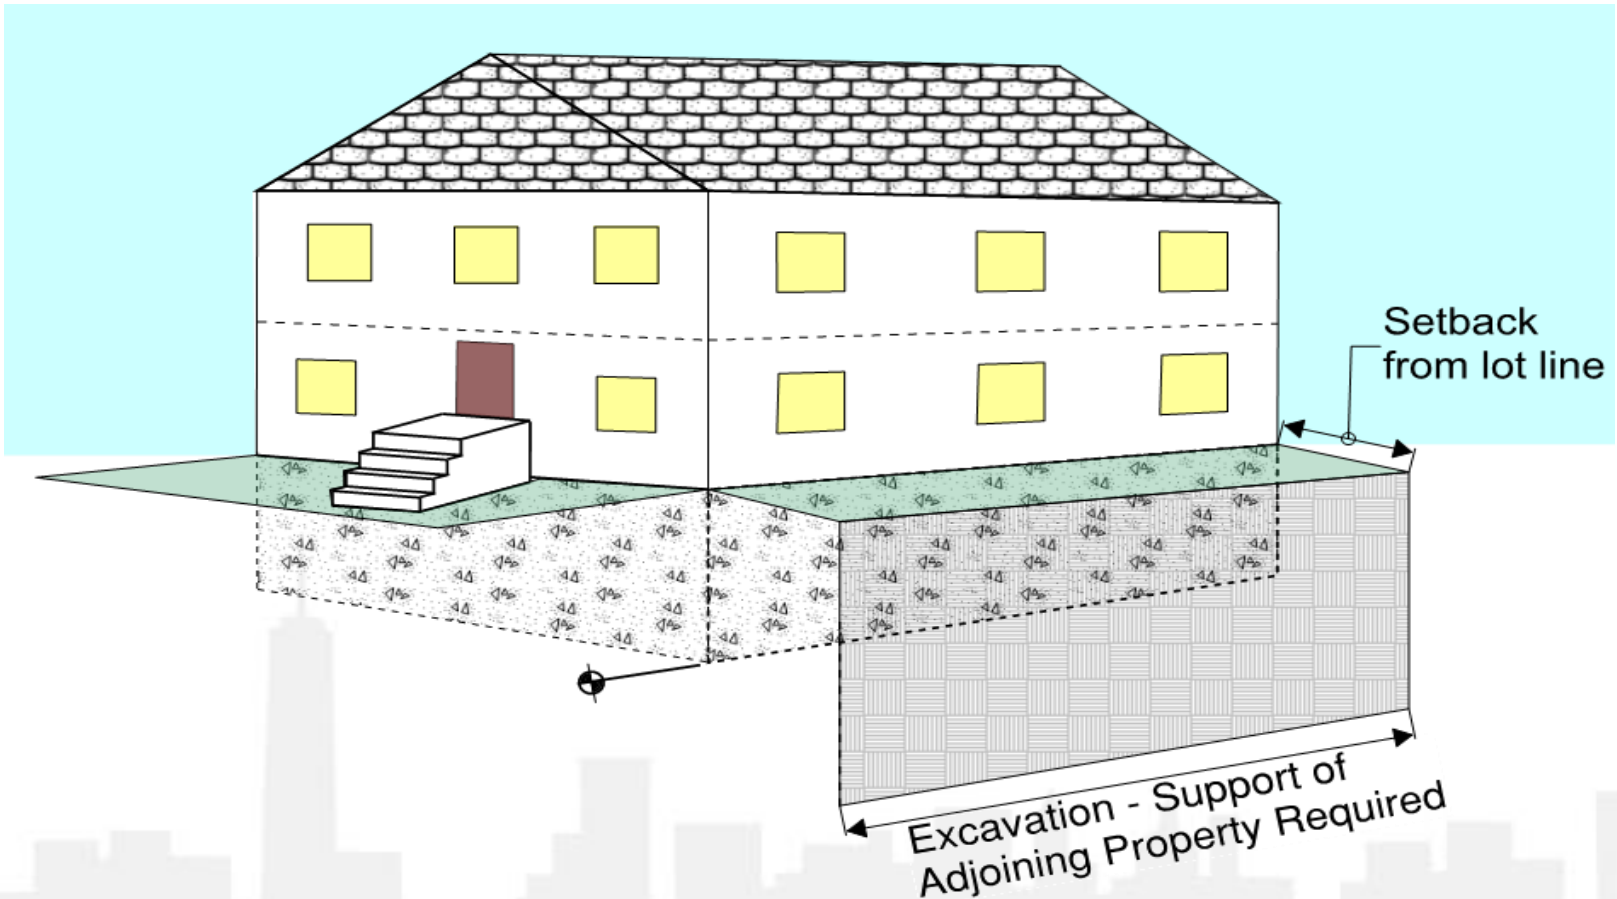 Setback
from lot line
Excavation - Support of
Adjoining Property Required